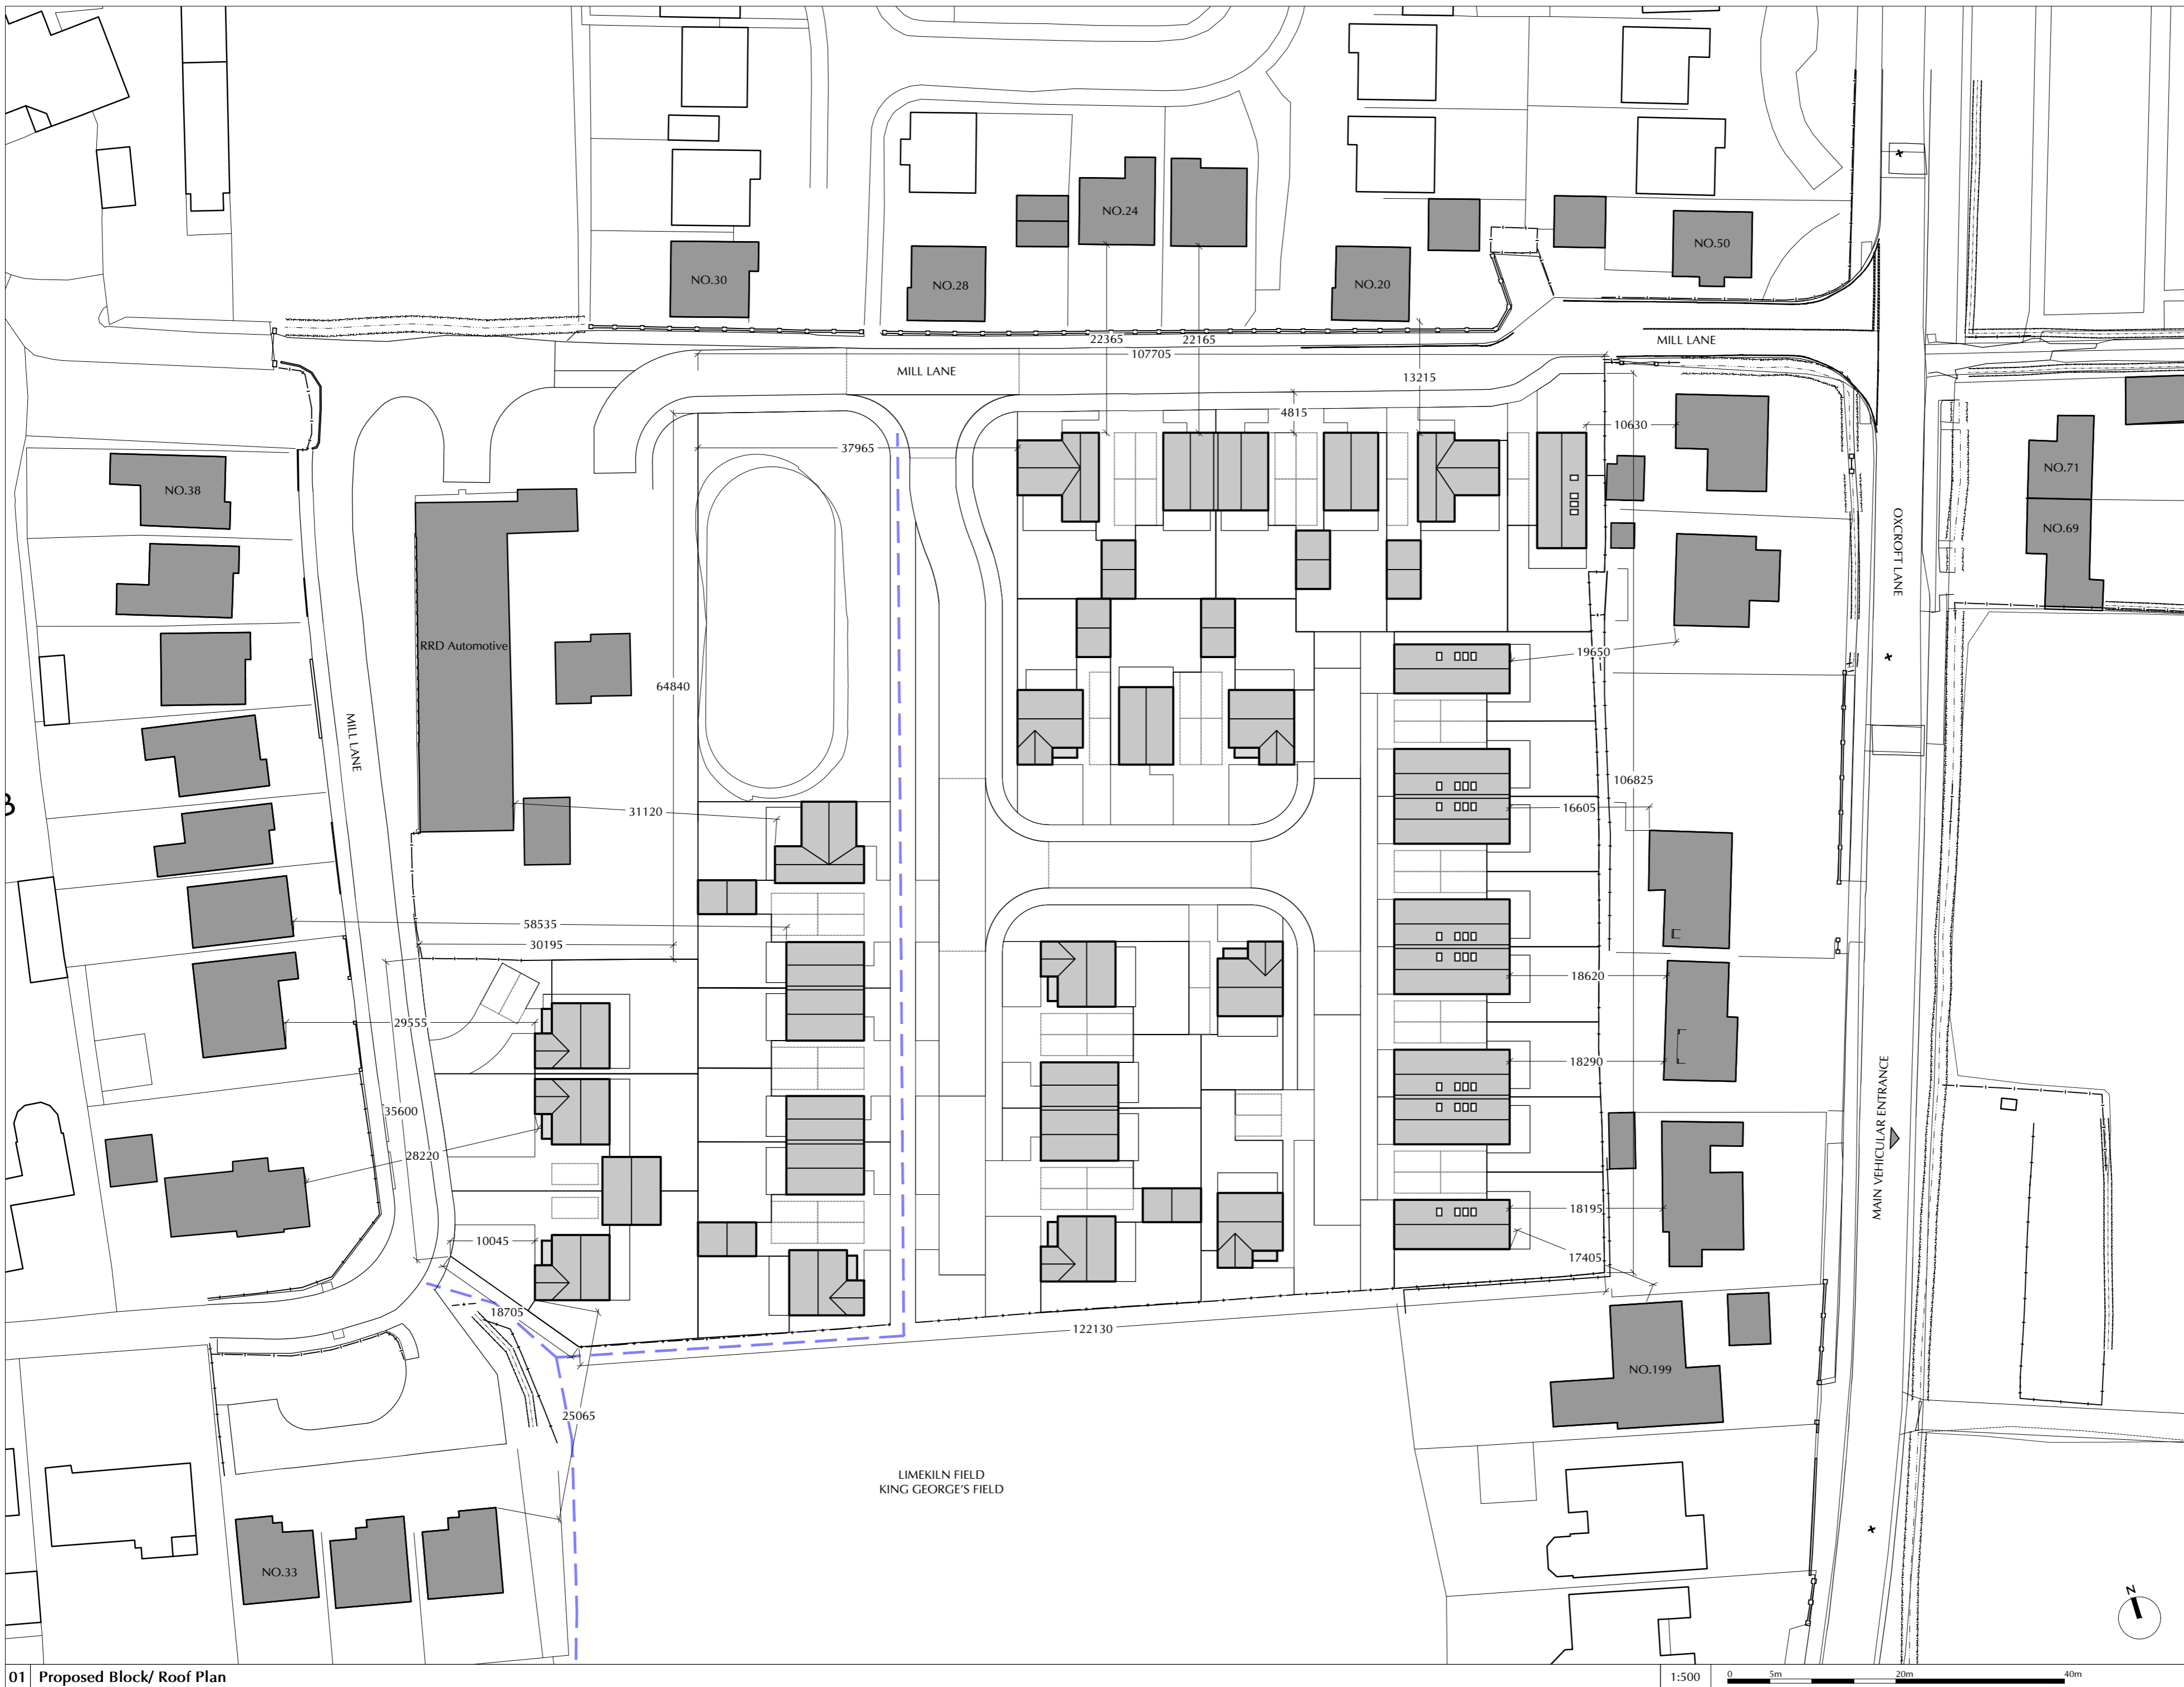 NO.24
NO.50
NO.30
NO.28
NO.20
22365
22165
MILL LANE
107705
MILL LANE
13215
4815
10630
37965
NO.38
NO.71
NO.69
OXCROFT LANE
RRD Automotive
19650
64840
MILL LANE
106825
31120
16605
58535
30195
18620
29555
18290
35600
MAIN VEHICULAR ENTRANCE
28220
18195
10045
17405
18705
122130
NO.199
25065
LIMEKILN FIELD
KING GEORGE'S FIELD
NO.33
N
01 Proposed Block/ Roof Plan
1:500
0 5m 20m 40m